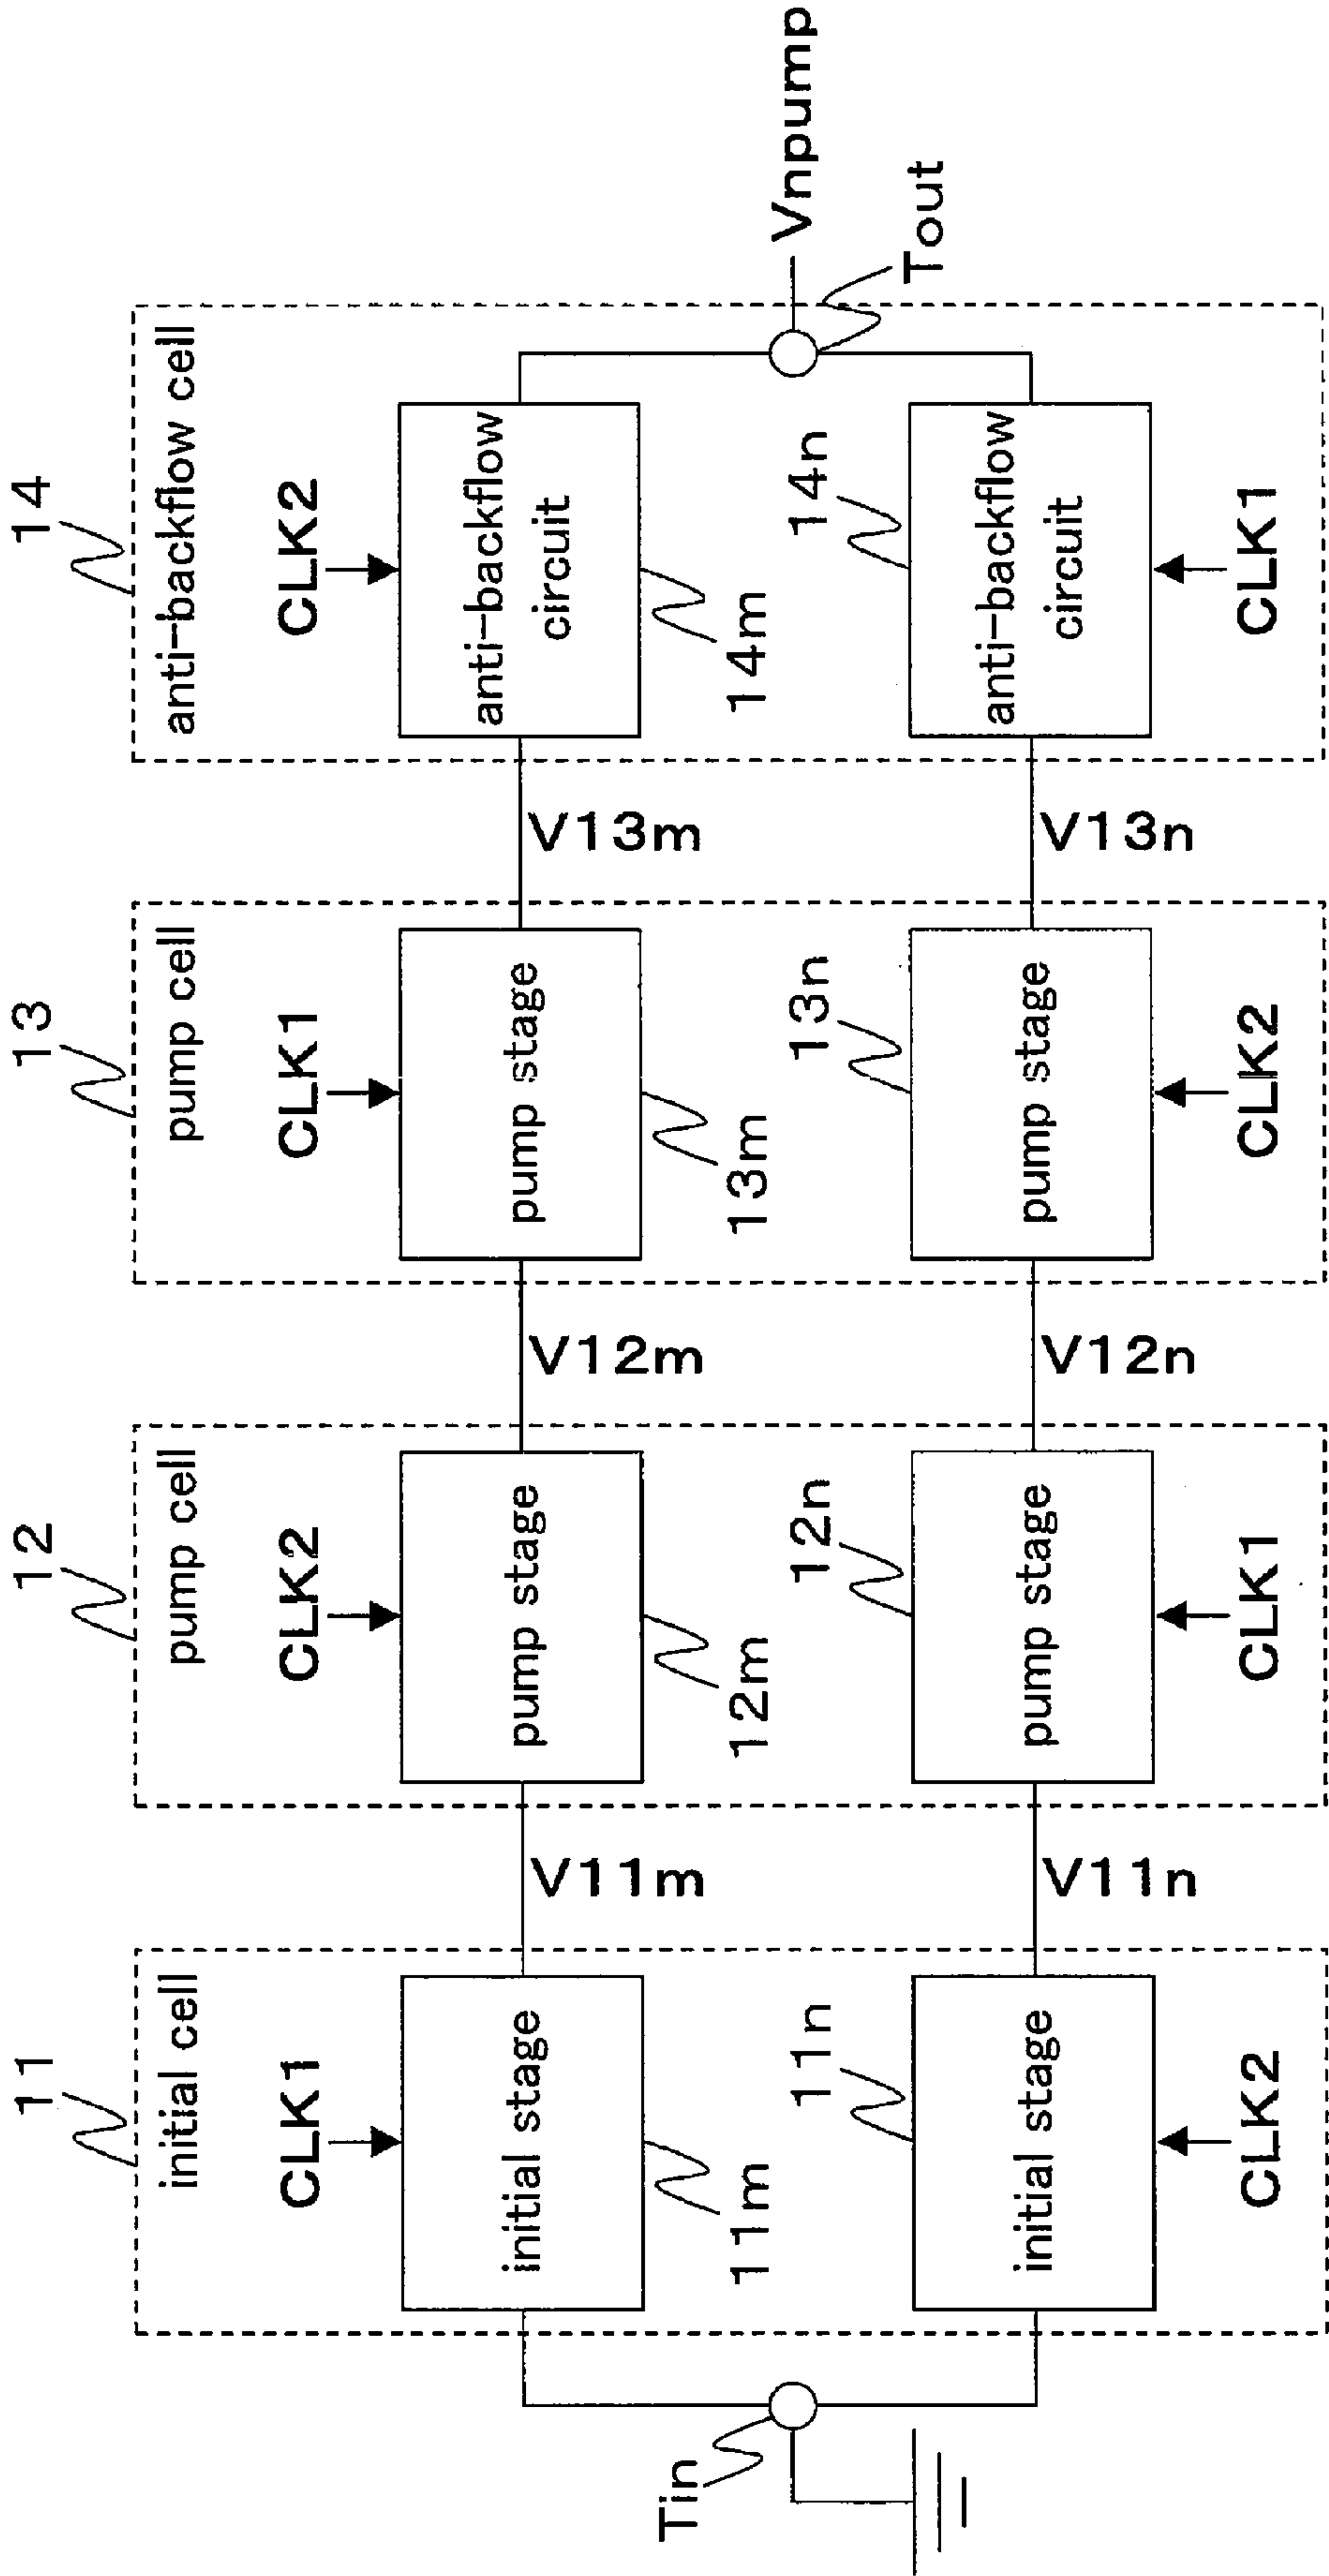 11
initial cell
CLK1
initial stage
11m
11n
initial stage
CLK2
Tin
V11m
V11n
12
pump cell
CLK2
pump stage
12m
12n
pump stage
CLK1
V12m
V12n
13
pump cell
CLK1
pump stage
13m
13n
pump stage
CLK2
V13m
V13n
14
anti-backflow cell
CLK2
anti-backflow
circuit
14m
14n
anti-backflow
circuit
CLK1
Vnpump
Tout